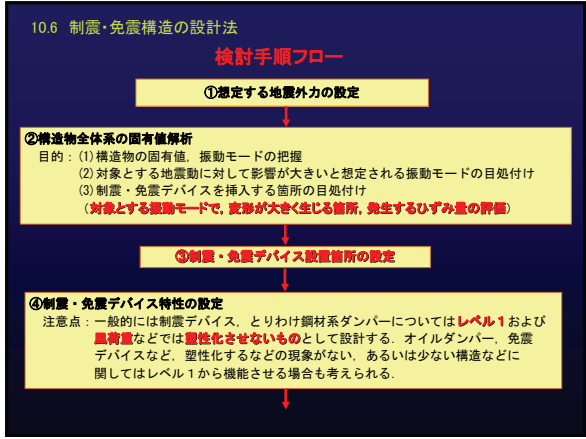 10.6 制震・免震構造の設計法
検討手順フロー
①想定する地震外力の設定
②構造物全体系の固有値解析
目的：(1)構造物の固有値，振動モードの把握
(2)対象とする地震動に対して影響が大きいと想定される振動モードの目処付け
(3)制震・免震デバイスを挿入する箇所の目処付け
(対象とする振動モードで，変形が大きく生じる箇所，発生するひずみ量の評価)
③制震・免震デバイス設置箇所の設定
④制震・免震デバイス特性の設定
注意点：一般的には制震デバイス，とりわけ鋼材系ダンパーについてはレベル１および
風荷重などでは塑性化させないものとして設計する．オイルダンパー，免震
デバイスなど，塑性化するなどの現象がない，あるいは少ない構造などに
関してはレベル１から機能させる場合も考えられる．